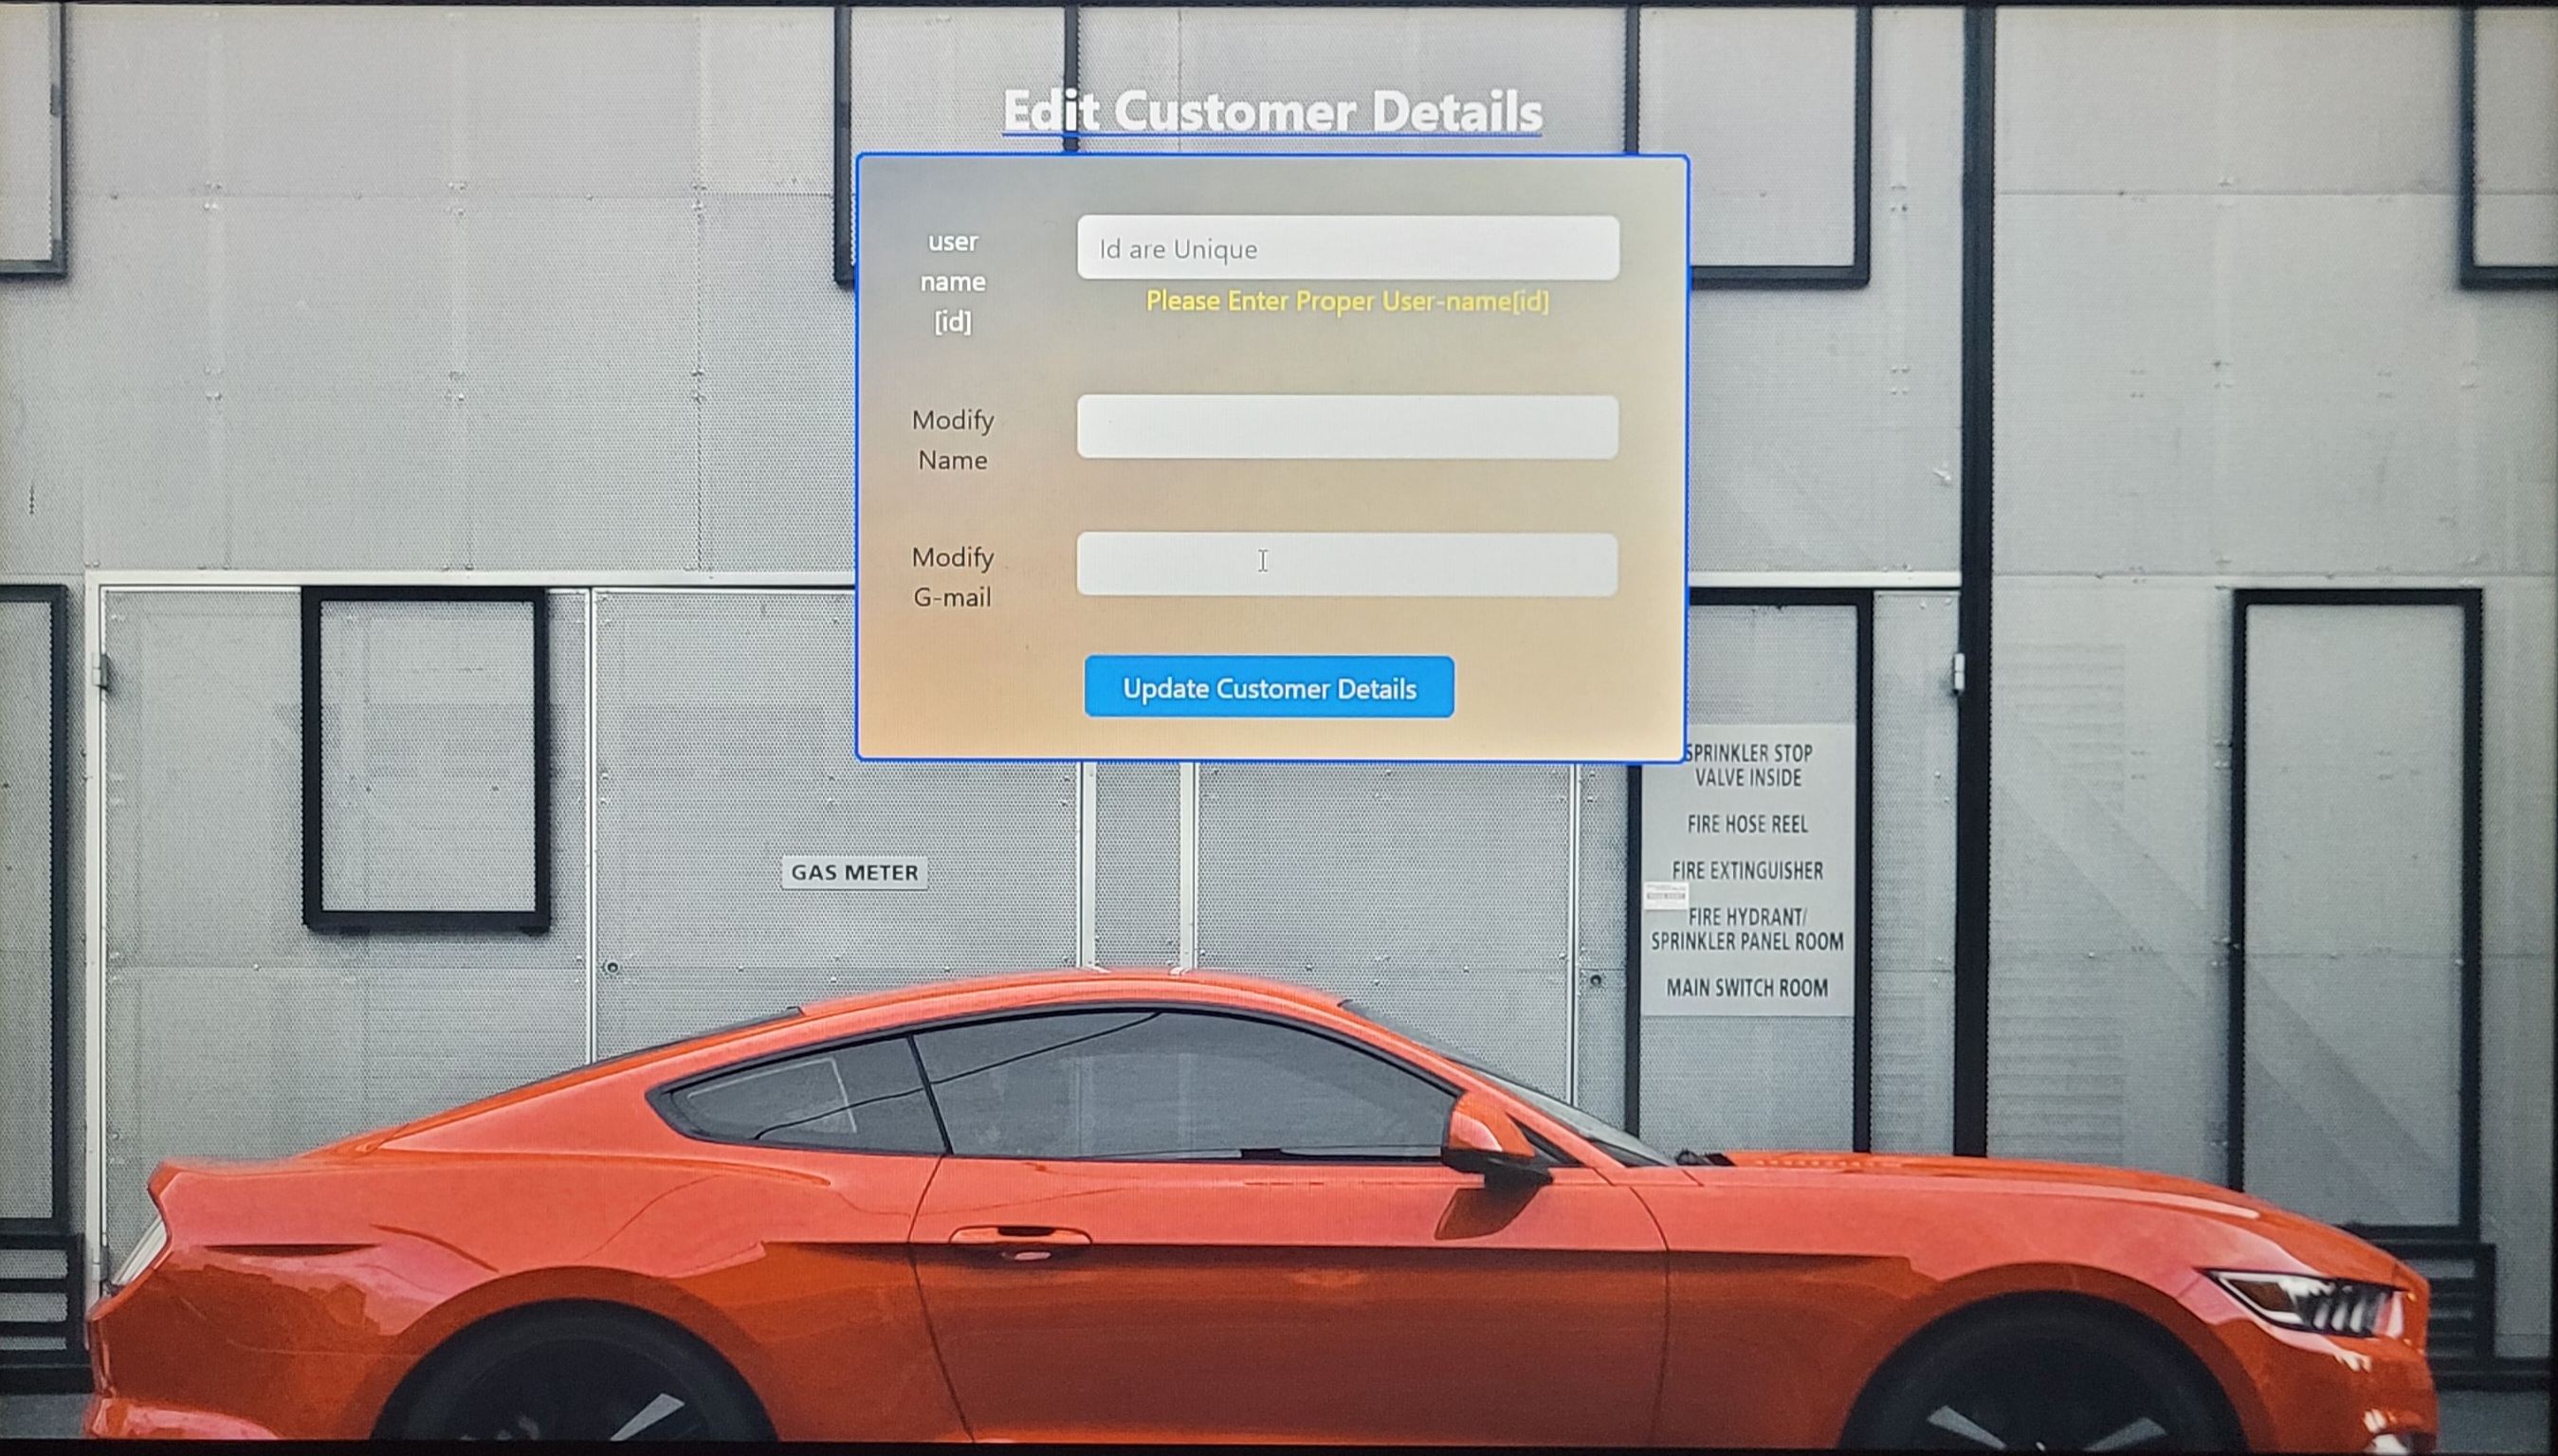 Edit Customer Details
user
name
[id]
Id are Unique
Please Enter Proper User-name[id]
Modify
Name
Modify
G-mail
Update Customer Details
SPRINKLER STOP
VALVE INSIDE
FIRE HOSE REEL
FIRE EXTINGUISHER
FIRE HYDRANT/
SPRINKLER PANEL ROOM
MAIN SWITCH ROOM
GAS METER